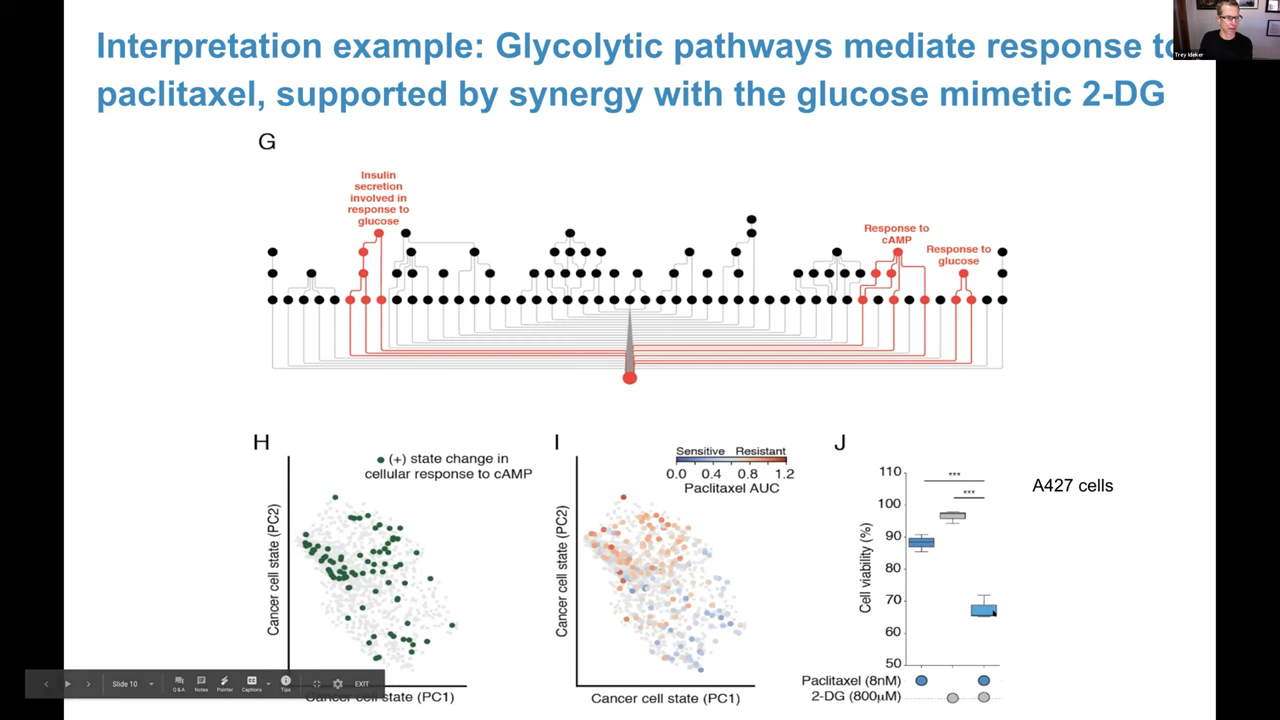 Interpretation example: Glycolytic pathways mediate response to
paclitaxel, supported by synergy with the glucose mimetic 2-DG
Trey Ideker
G
Insulin
secretion
involved in
response to
glucose
Response to
cAMP
Response to
glucose
H
(+) state change in
cellular response to cAMP
Cancer cell state (PC2)
Cancer cell state (PC1)
I
Sensitive Resistant
0.0 0.4 0.8 1.2
Paclitaxel AUC
Cancer cell state (PC2)
Cancer cell state (PC1)
J
A427 cells
***
***
Cell viability (%)
110
100
90
80
70
60
50
Paclitaxel (8nM)
2-DG (800µM)
Slide 10
Q & A
Notes
Pointer
Captions
Tips
EXIT